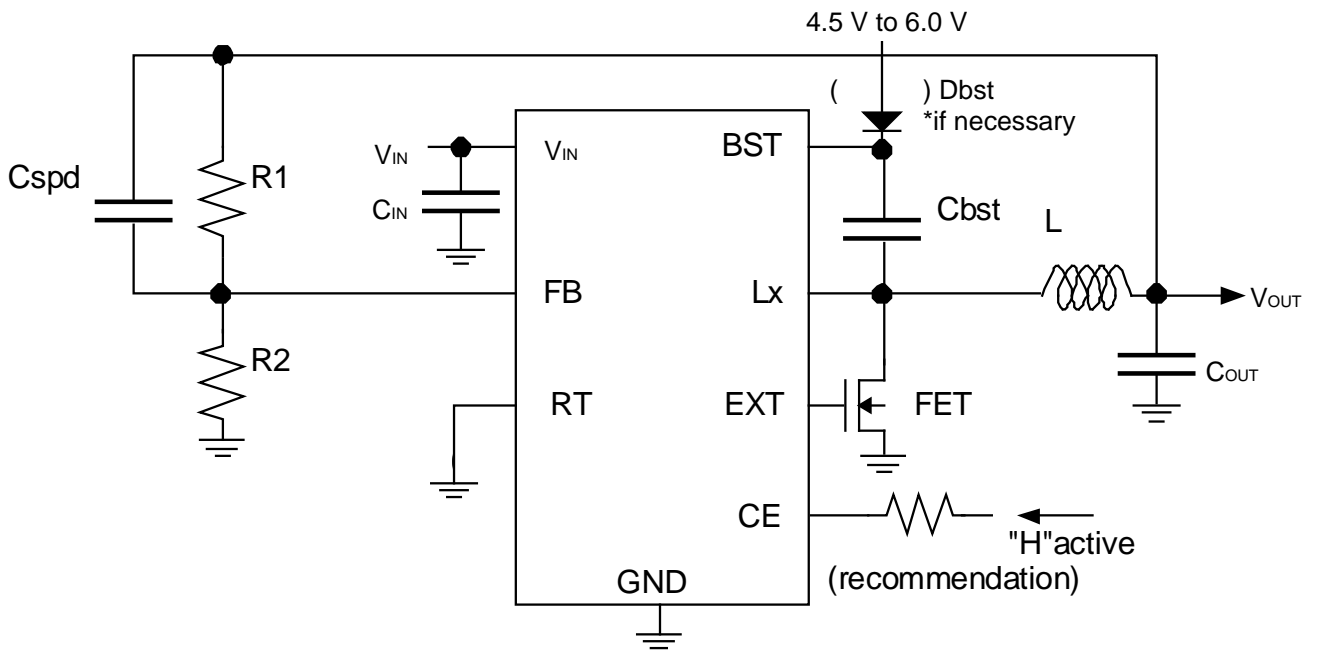 4.5 V to 6.0 V
( ) Dbst
*if necessary
VIN
VIN
BST
Cspd
R1
CIN
Cbst
L
FB
Lx
VOUT
R2
COUT
RT
EXT
FET
CE
"H"active
(recommendation)
GND